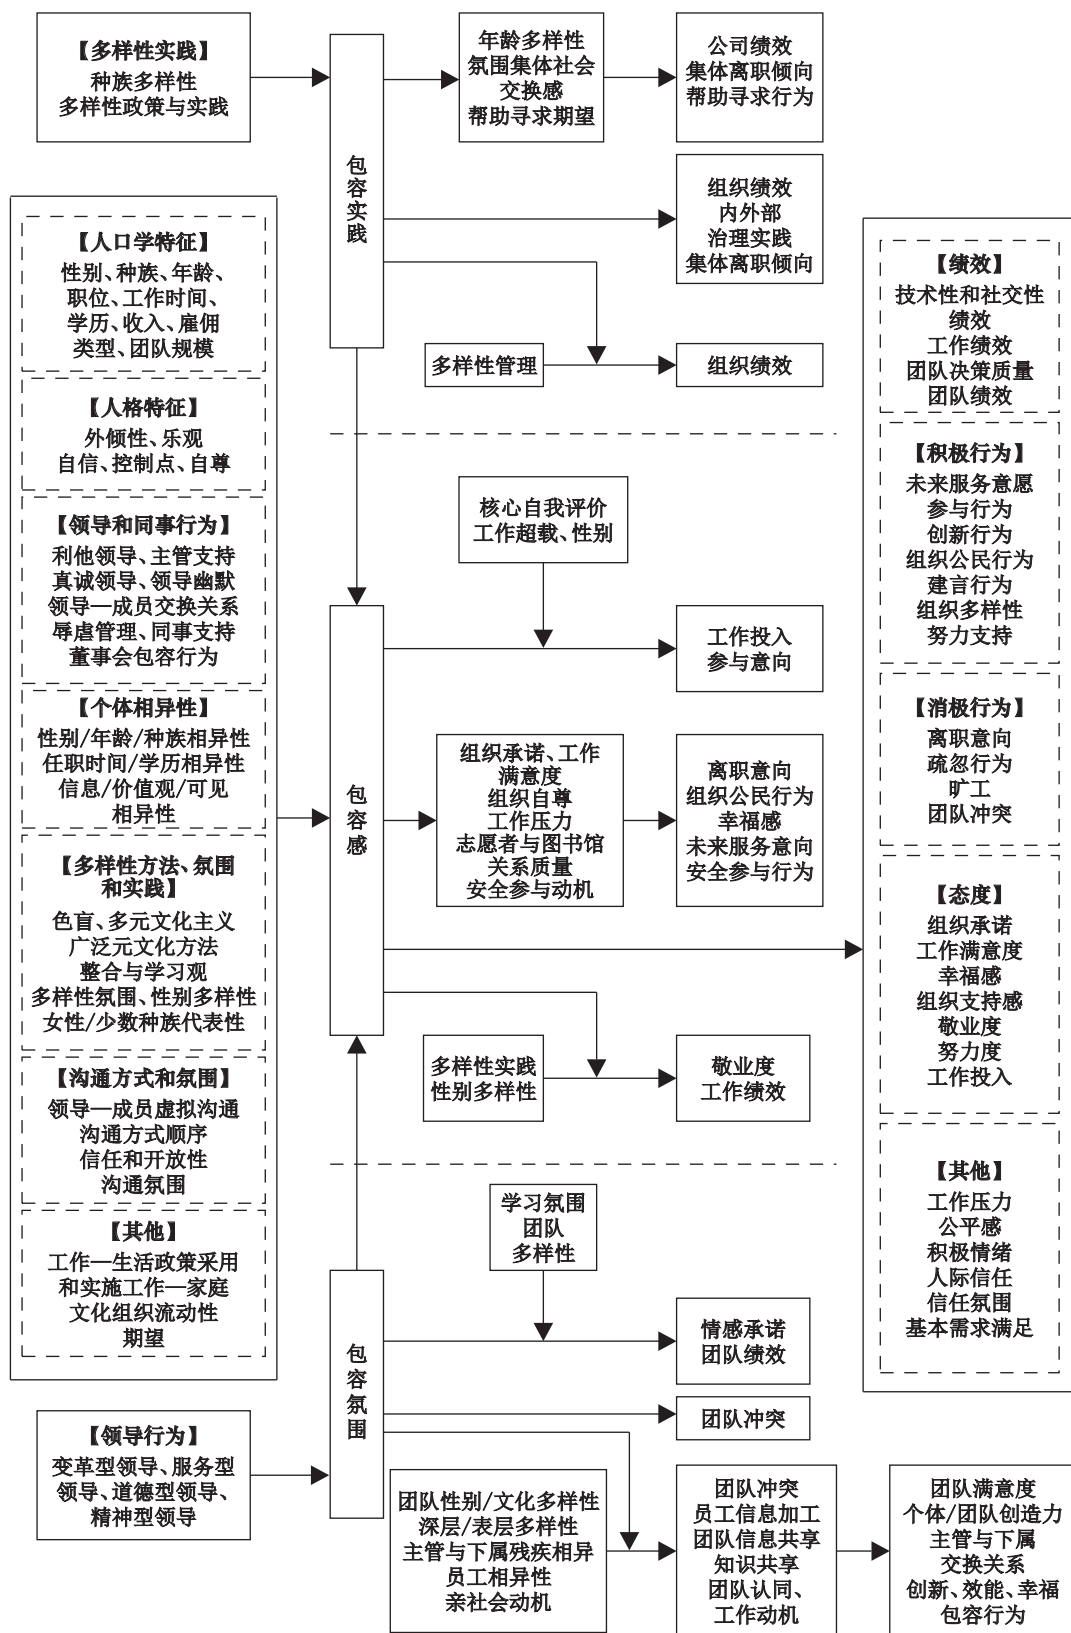 【多样性实践】
种族多样性
多样性政策与实践
包容实践
年龄多样性
氛围集体社会
交换感
帮助寻求期望
公司绩效
集体离职倾向
帮助寻求行为
组织绩效
内外部
治理实践
集体离职倾向
多样性管理
组织绩效
【人口学特征】
性别、种族、年龄、
职位、工作时间、
学历、收入、雇佣
类型、团队规模
【人格特征】
外倾性、乐观
自信、控制点、自尊
【领导和同事行为】
利他领导、主管支持
真诚领导、领导幽默
领导—成员交换关系
辱虐管理、同事支持
董事会包容行为
【个体相异性】
性别/年龄/种族相异性
任职时间/学历相异性
信息/价值观/可见
相异性
【多样性方法、氛围
和实践】
色盲、多元文化主义
广泛元文化方法
整合与学习观
多样性氛围、性别多样性
女性/少数种族代表性
【沟通方式和氛围】
领导—成员虚拟沟通
沟通方式顺序
信任和开放性
沟通氛围
【其他】
工作—生活政策采用
和实施工作—家庭
文化组织流动性
期望
包容感
核心自我评价
工作超载、性别
工作投入
参与意向
组织承诺、工作
满意度
组织自尊
工作压力
志愿者与图书馆
关系质量
安全参与动机
离职意向
组织公民行为
幸福感
未来服务意向
安全参与行为
多样性实践
性别多样性
敬业度
工作绩效
【绩效】
技术性和社交性
绩效
工作绩效
团队决策质量
团队绩效
【积极行为】
未来服务意愿
参与行为
创新行为
组织公民行为
建言行为
组织多样性
努力支持
【消极行为】
离职意向
疏忽行为
旷工
团队冲突
【态度】
组织承诺
工作满意度
幸福感
组织支持感
敬业度
努力度
工作投入
【其他】
工作压力
公平感
积极情绪
人际信任
信任氛围
基本需求满足
【领导行为】
变革型领导、服务型
领导、道德型领导、
精神型领导
包容氛围
学习氛围
团队
多样性
情感承诺
团队绩效
团队冲突
团队性别/文化多样性
深层/表层多样性
主管与下属残疾相异
员工相异性
亲社会动机
团队冲突
员工信息加工
团队信息共享
知识共享
团队认同、
工作动机
团队满意度
个体/团队创造力
主管与下属
交换关系
创新、效能、幸福
包容行为